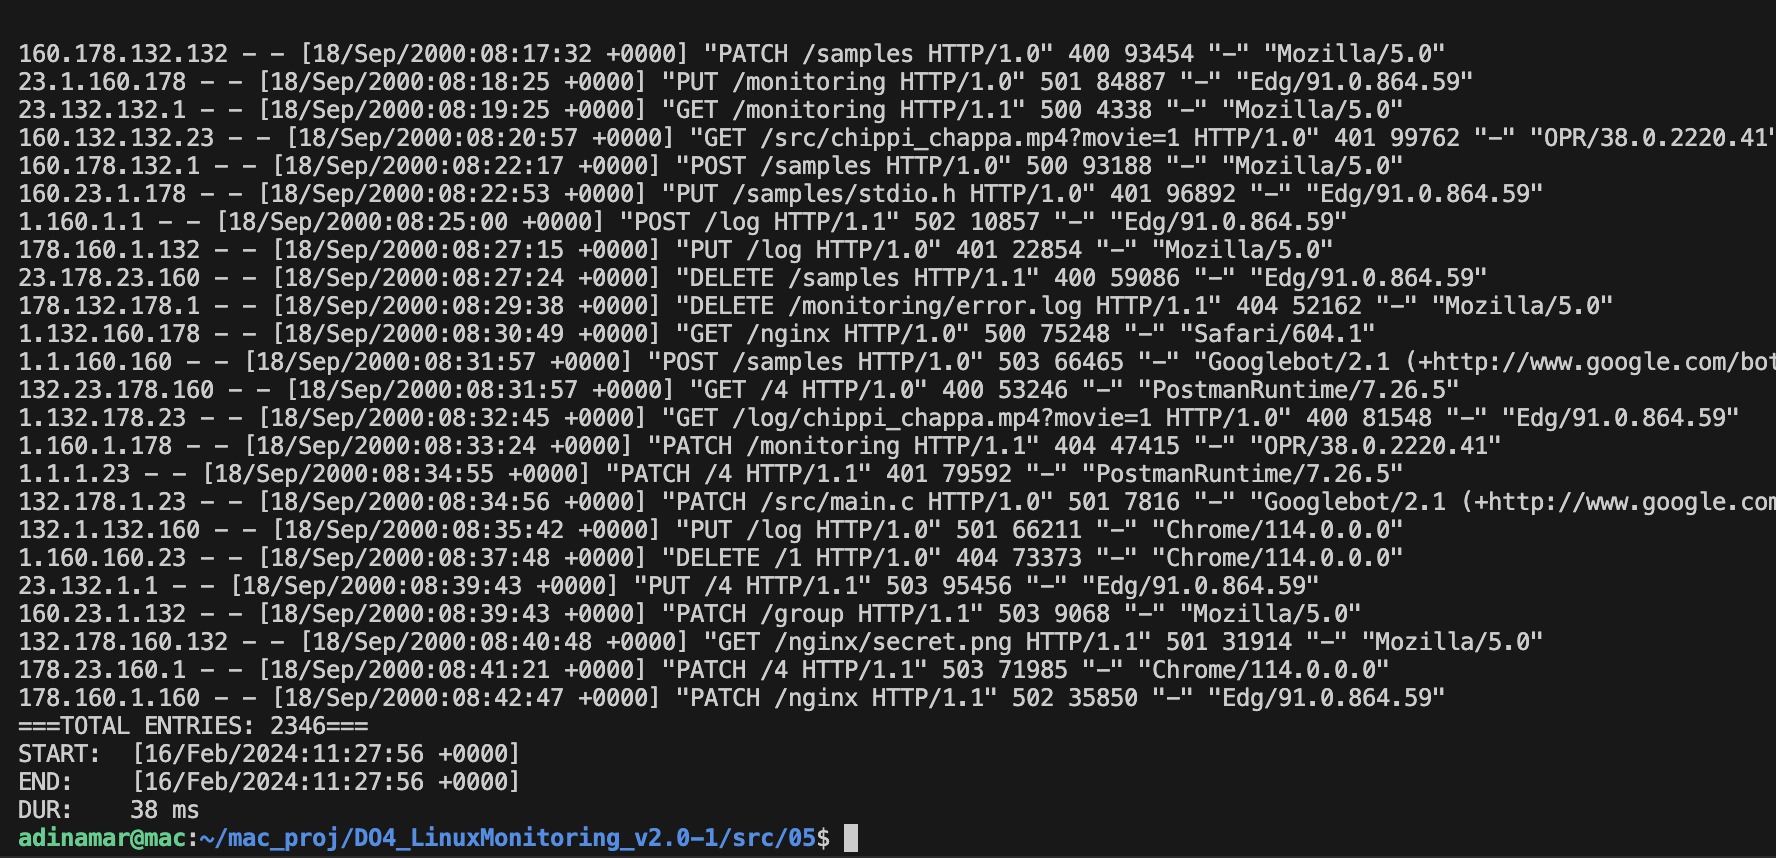 160.178.132.132 - - [18/Sep/2000:08:17:32 +0000] "PATCH /samples HTTP/1.0" 400 93454 "-" "Mozilla/5.0"
23.1.160.178 - - [18/Sep/2000:08:18:25 +0000] "PUT /monitoring HTTP/1.0" 501 84887 "-" "Edg/91.0.864.59"
23.132.132.1 - - [18/Sep/2000:08:19:25 +0000] "GET /monitoring HTTP/1.1" 500 4338 "-" "Mozilla/5.0"
160.132.132.23 - - [18/Sep/2000:08:20:57 +0000] "GET /src/chippi_chappa.mp4?movie=1 HTTP/1.0" 401 99762 "-" "OPR/38.0.2220.41"
160.178.132.1 - - [18/Sep/2000:08:22:17 +0000] "POST /samples HTTP/1.0" 500 93188 "-" "Mozilla/5.0"
160.23.1.178 - - [18/Sep/2000:08:22:53 +0000] "PUT /samples/stdio.h HTTP/1.0" 401 96892 "-" "Edg/91.0.864.59"
1.160.1.1 - - [18/Sep/2000:08:25:00 +0000] "POST /log HTTP/1.1" 502 10857 "-" "Edg/91.0.864.59"
178.160.1.132 - - [18/Sep/2000:08:27:15 +0000] "PUT /log HTTP/1.0" 401 22854 "-" "Mozilla/5.0"
23.178.23.160 - - [18/Sep/2000:08:27:24 +0000] "DELETE /samples HTTP/1.1" 400 59086 "-" "Edg/91.0.864.59"
178.132.178.1 - - [18/Sep/2000:08:29:38 +0000] "DELETE /monitoring/error.log HTTP/1.1" 404 52162 "-" "Mozilla/5.0"
1.132.160.178 - - [18/Sep/2000:08:30:49 +0000] "GET /nginx HTTP/1.0" 500 75248 "-" "Safari/604.1"
1.1.160.160 - - [18/Sep/2000:08:31:57 +0000] "POST /samples HTTP/1.0" 503 66465 "-" "Googlebot/2.1 (+http://www.google.com/bot
132.23.178.160 - - [18/Sep/2000:08:31:57 +0000] "GET /4 HTTP/1.0" 400 53246 "-" "PostmanRuntime/7.26.5"
1.132.178.23 - - [18/Sep/2000:08:32:45 +0000] "GET /log/chippi_chappa.mp4?movie=1 HTTP/1.0" 400 81548 "-" "Edg/91.0.864.59"
1.160.1.178 - - [18/Sep/2000:08:33:24 +0000] "PATCH /monitoring HTTP/1.1" 404 47415 "-" "OPR/38.0.2220.41"
1.1.1.23 - - [18/Sep/2000:08:34:55 +0000] "PATCH /4 HTTP/1.1" 401 79592 "-" "PostmanRuntime/7.26.5"
132.178.1.23 - - [18/Sep/2000:08:34:56 +0000] "PATCH /src/main.c HTTP/1.0" 501 7816 "-" "Googlebot/2.1 (+http://www.google.com
132.1.132.160 - - [18/Sep/2000:08:35:42 +0000] "PUT /log HTTP/1.0" 501 66211 "-" "Chrome/114.0.0.0"
1.160.160.23 - - [18/Sep/2000:08:37:48 +0000] "DELETE /1 HTTP/1.0" 404 73373 "-" "Chrome/114.0.0.0"
23.132.1.1 - - [18/Sep/2000:08:39:43 +0000] "PUT /4 HTTP/1.1" 503 95456 "-" "Edg/91.0.864.59"
160.23.1.132 - - [18/Sep/2000:08:39:43 +0000] "PATCH /group HTTP/1.1" 503 9068 "-" "Mozilla/5.0"
132.178.160.132 - - [18/Sep/2000:08:40:48 +0000] "GET /nginx/secret.png HTTP/1.1" 501 31914 "-" "Mozilla/5.0"
178.23.160.1 - - [18/Sep/2000:08:41:21 +0000] "PATCH /4 HTTP/1.1" 503 71985 "-" "Chrome/114.0.0.0"
178.160.1.160 - - [18/Sep/2000:08:42:47 +0000] "PATCH /nginx HTTP/1.1" 502 35850 "-" "Edg/91.0.864.59"
===TOTAL ENTRIES: 2346===
START:  [16/Feb/2024:11:27:56 +0000]
END:    [16/Feb/2024:11:27:56 +0000]
DUR:    38 ms
adinamar@mac:~/mac_proj/DO4_LinuxMonitoring_v2.0-1/src/05$